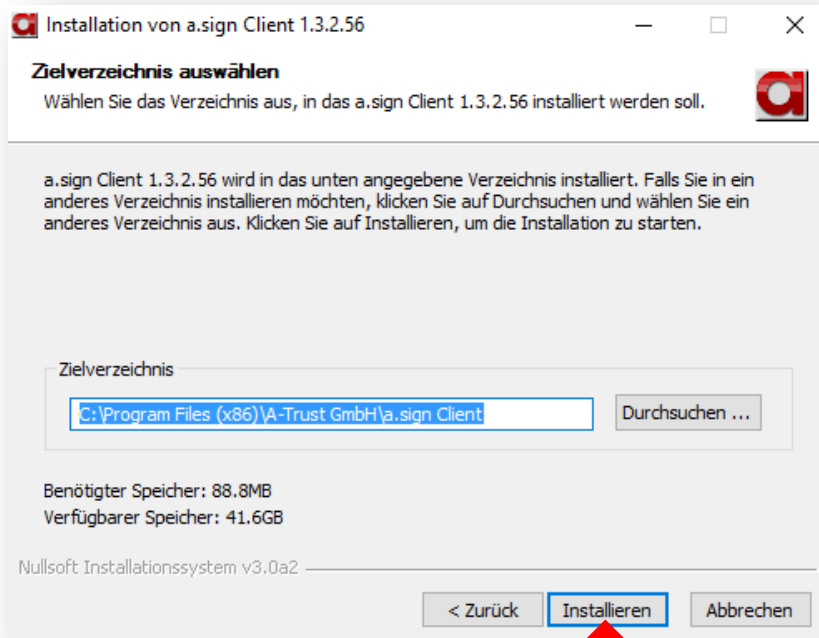 Installation von a.sign Client 1.3.2.56
Zielverzeichnis auswählen
Wählen Sie das Verzeichnis aus, in das a.sign Client 1.3.2.56 installiert werden soll.
a.sign Client 1.3.2.56 wird in das unten angegebene Verzeichnis installiert. Falls Sie in ein
anderes Verzeichnis installieren möchten, klicken Sie auf Durchsuchen und wählen Sie ein
anderes Verzeichnis aus. Klicken Sie auf Installieren, um die Installation zu starten.
Zielverzeichnis
C:\Program Files (x86)\A-Trust GmbH\a.sign Client
Durchsuchen ...
Benötigter Speicher: 88.8MB
Verfügbarer Speicher: 41.6GB
Nullsoft Installationssystem v3.0a2
< Zurück
Installieren
Abbrechen